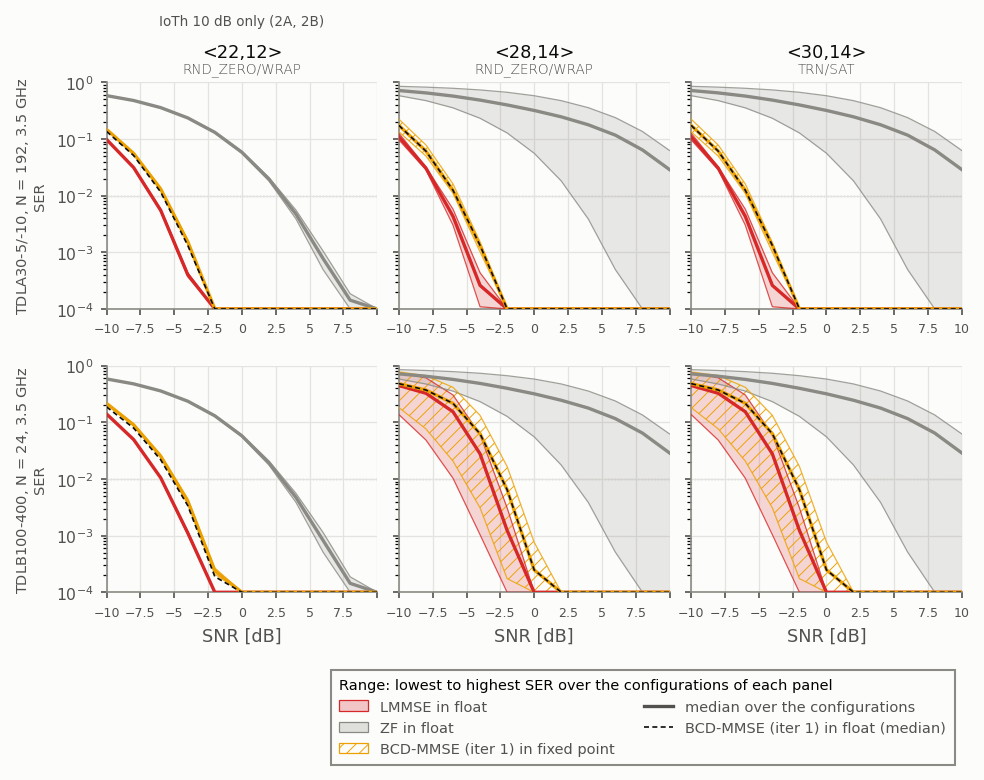 IoTh 10 dB only (2A, 2B)
<22,12>
<28,14>
<30,14>
RND_ZERO/WRAP
RND_ZERO/WRAP
TRN/SAT
TDLA30-5/-10, N = 192, 3.5 GHz
SER
10⁰
10⁻¹
10⁻²
10⁻³
10⁻⁴
−10 −7.5 −5 −2.5 0 2.5 5 7.5
−10 −7.5 −5 −2.5 0 2.5 5 7.5
−10 −7.5 −5 −2.5 0 2.5 5 7.5 10
TDLB100-400, N = 24, 3.5 GHz
SER
10⁰
10⁻¹
10⁻²
10⁻³
10⁻⁴
−10 −7.5 −5 −2.5 0 2.5 5 7.5
−10 −7.5 −5 −2.5 0 2.5 5 7.5
−10 −7.5 −5 −2.5 0 2.5 5 7.5 10
SNR [dB]
SNR [dB]
SNR [dB]
Range: lowest to highest SER over the configurations of each panel
LMMSE in float
ZF in float
BCD-MMSE (iter 1) in fixed point
median over the configurations
BCD-MMSE (iter 1) in float (median)